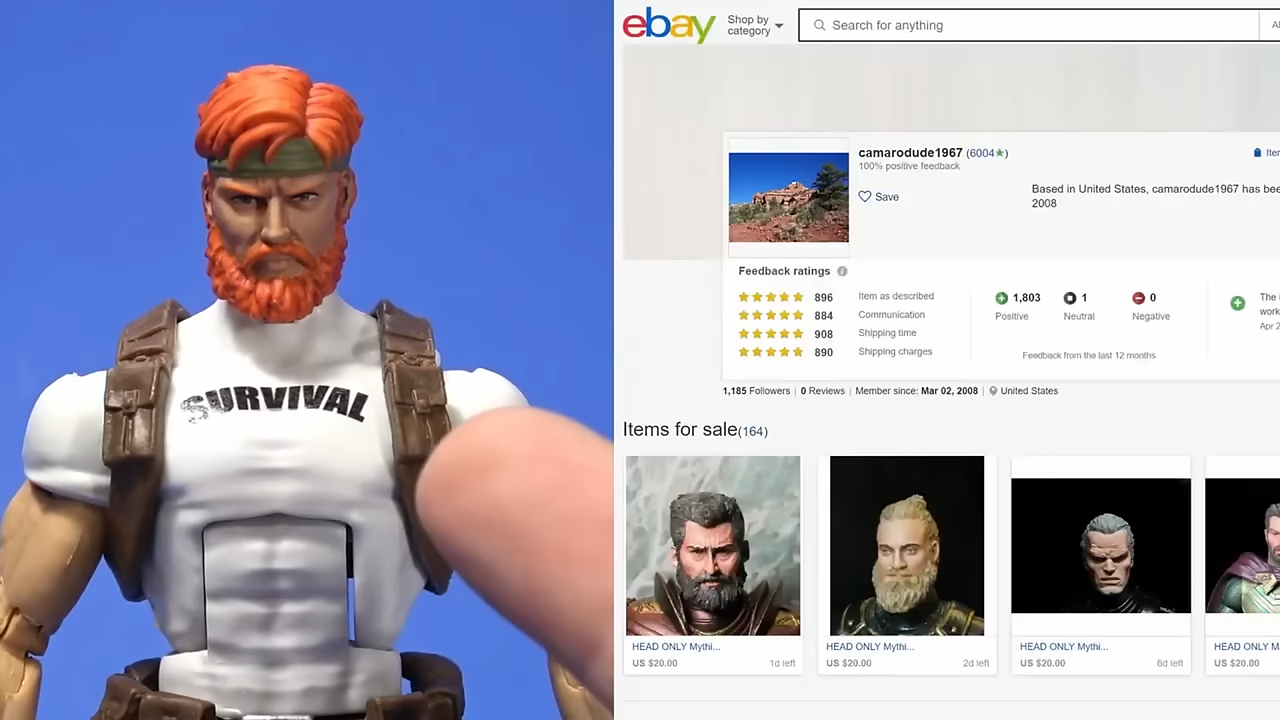 SURVIVAL
ebay
Shop by
category
Search for anything
camarodude1967 (6004★)
100% positive feedback
Save
Based in United States, camarodude1967 has
2008
Feedback ratings
896 Item as described
884 Communication
908 Shipping time
890 Shipping charges
1,803
Positive
1
Neutral
0
Negative
Feedback from the last 12 months
1,185 Followers | 0 Reviews | Member since: Mar 02, 2008 | United States
Items for sale(164)
HEAD ONLY Mythi...
US $20.00 1d left
HEAD ONLY Mythi...
US $20.00 2d left
HEAD ONLY Mythi...
US $20.00 6d left
HEAD ONLY
US $20.00